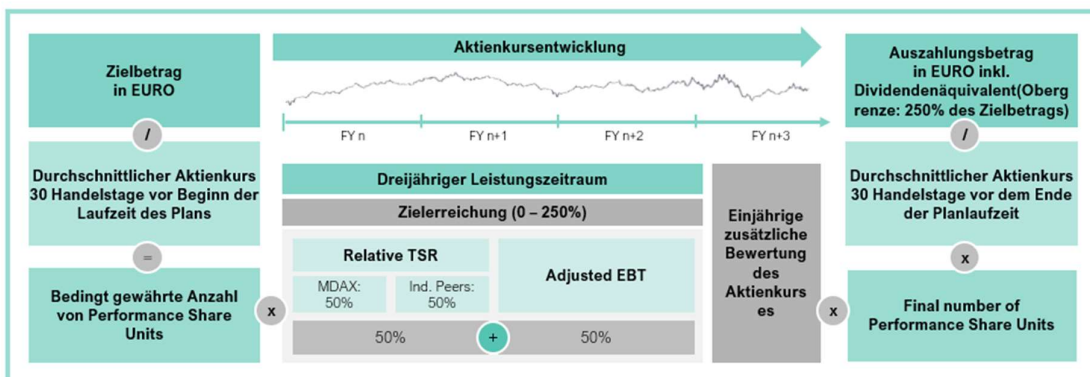 Zielbetrag
in EURO
/
Durchschnittlicher Aktienkurs
30 Handelstage vor Beginn der
Laufzeit des Plans
=
Bedingt gewährte Anzahl
von Performance Share
Units
x
Aktienkursentwicklung
FY n
FY n+1
FY n+2
FY n+3
Dreijähriger Leistungszeitraum
Zielerreichung (0 – 250%)
Relative TSR
MDAX:
50%
Ind. Peers:
50%
Adjusted EBT
50%
+
50%
Einjährige
zusätzliche
Bewertung
des
Aktienkurs
es
x
Auszahlungsbetrag
in EURO inkl.
Dividendenäquivalent(Oberg
grenze: 250% des Zielbetrags)
/
Durchschnittlicher Aktienkurs
30 Handelstage vor dem Ende
der Planlaufzeit
x
Final number of
Performance Share Units